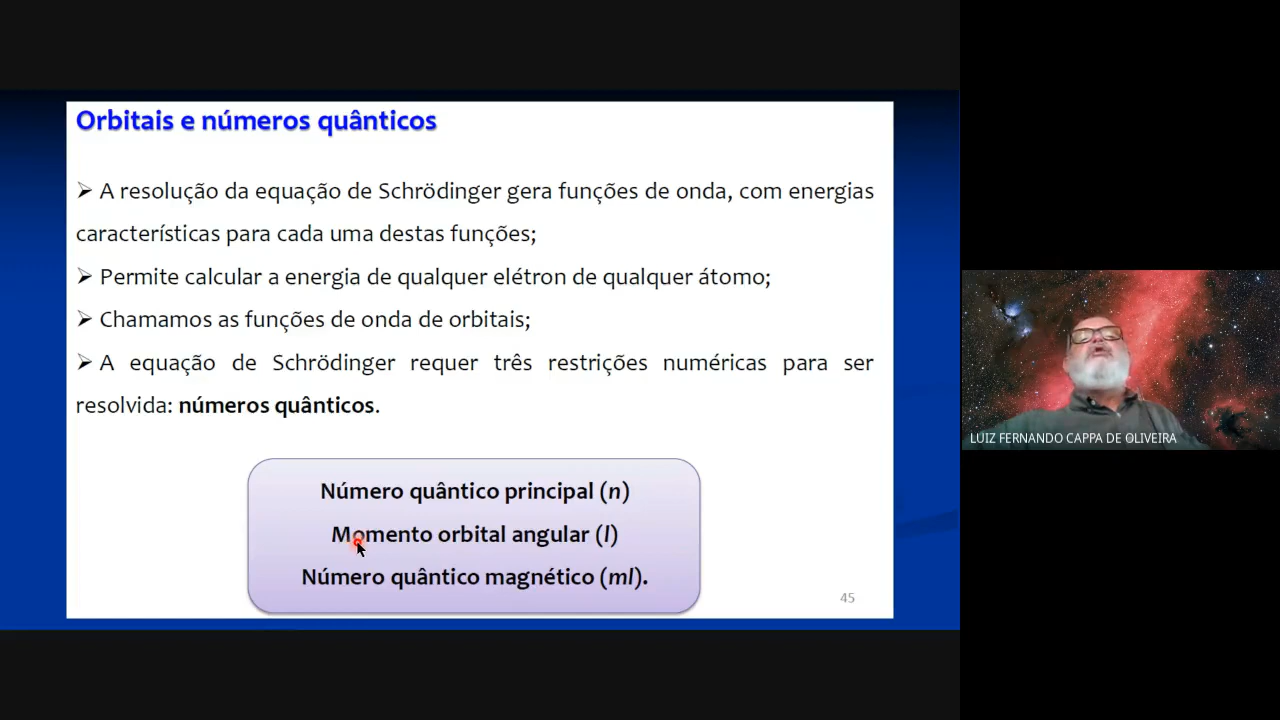 Orbitais e números quânticos
➢ A resolução da equação de Schrödinger gera funções de onda, com energias
características para cada uma destas funções;
➢ Permite calcular a energia de qualquer elétron de qualquer átomo;
➢ Chamamos as funções de onda de orbitais;
➢ A equação de Schrödinger requer três restrições numéricas para ser
resolvida: números quânticos.
Número quântico principal (n)
Momento orbital angular (l)
Número quântico magnético (ml).
45
LUIZ FERNANDO CAPPA DE OLIVEIRA